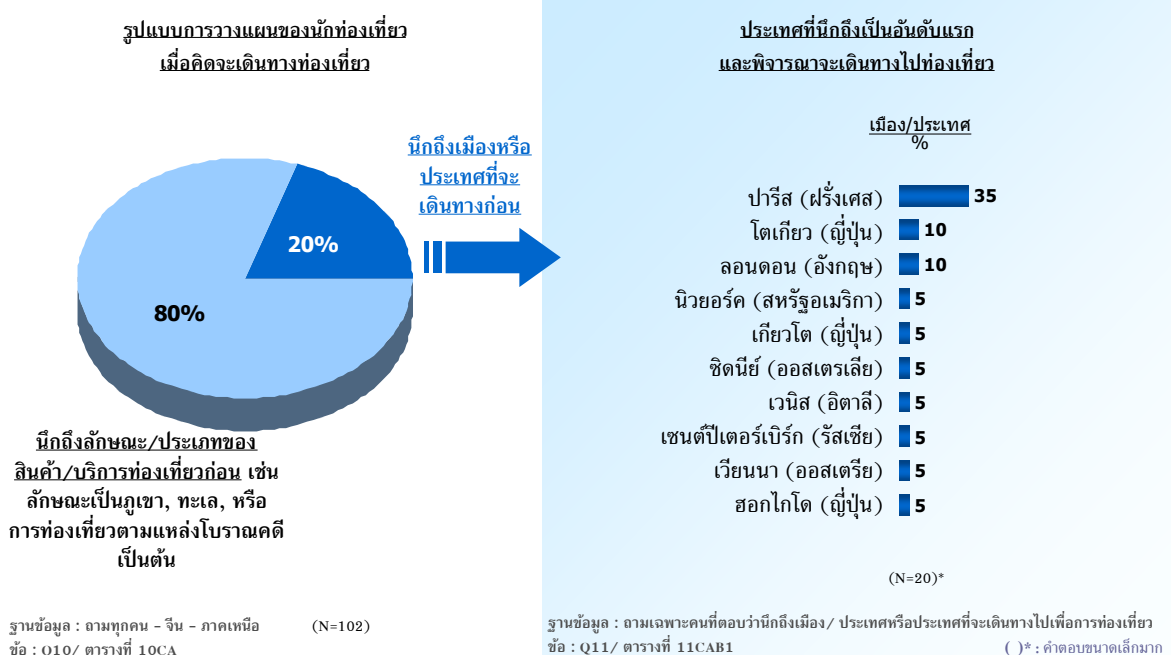 รูปแบบการวางแผนของนักท่องเที่ยว
เมื่อคิดจะเดินทางท่องเที่ยว
นึกถึงเมืองหรือ
ประเทศที่จะ
เดินทางก่อน
20%
80%
นึกถึงลักษณะ/ประเภทของ
สินค้า/บริการท่องเที่ยวก่อน เช่น
ลักษณะเป็นภูเขา, ทะเล, หรือ
การท่องเที่ยวตามแหล่งโบราณคดี
เป็นต้น
ฐานข้อมูล : ถามทุกคน - จีน - ภาคเหนือ (N=102)
ข้อ : Q10/ ตารางที่ 10CA
ประเทศที่นึกถึงเป็นอันดับแรก
และพิจารณาจะเดินทางไปท่องเที่ยว
เมือง/ประเทศ
%
ปารีส (ฝรั่งเศส) 35
โตเกียว (ญี่ปุ่น) 10
ลอนดอน (อังกฤษ) 10
นิวยอร์ค (สหรัฐอเมริกา) 5
เกียวโต (ญี่ปุ่น) 5
ซิดนีย์ (ออสเตรเลีย) 5
เวนิส (อิตาลี) 5
เซนต์ปีเตอร์เบิร์ก (รัสเซีย) 5
เวียนนา (ออสเตรีย) 5
ฮอกไกโด (ญี่ปุ่น) 5
(N=20)*
ฐานข้อมูล : ถามเฉพาะคนที่ตอบว่านึกถึงเมือง/ ประเทศหรือประเทศที่จะเดินทางไปเพื่อการท่องเที่ยว
ข้อ : Q11/ ตารางที่ 11CAB1
( )* : คำตอบขนาดเล็กมาก